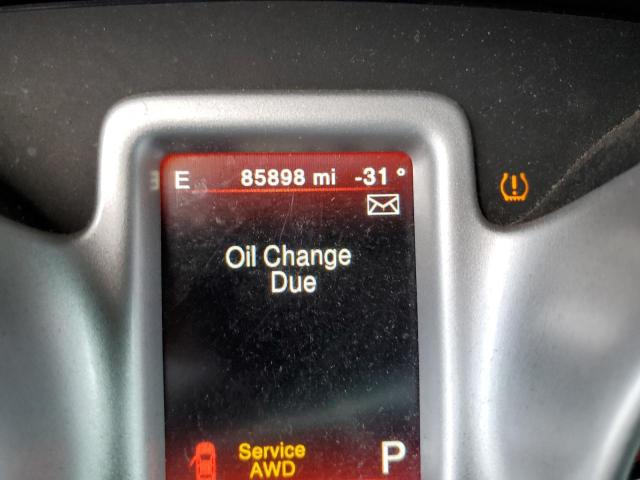 E 85898 mi -31°
Oil Change
Due
Service
AWD
P